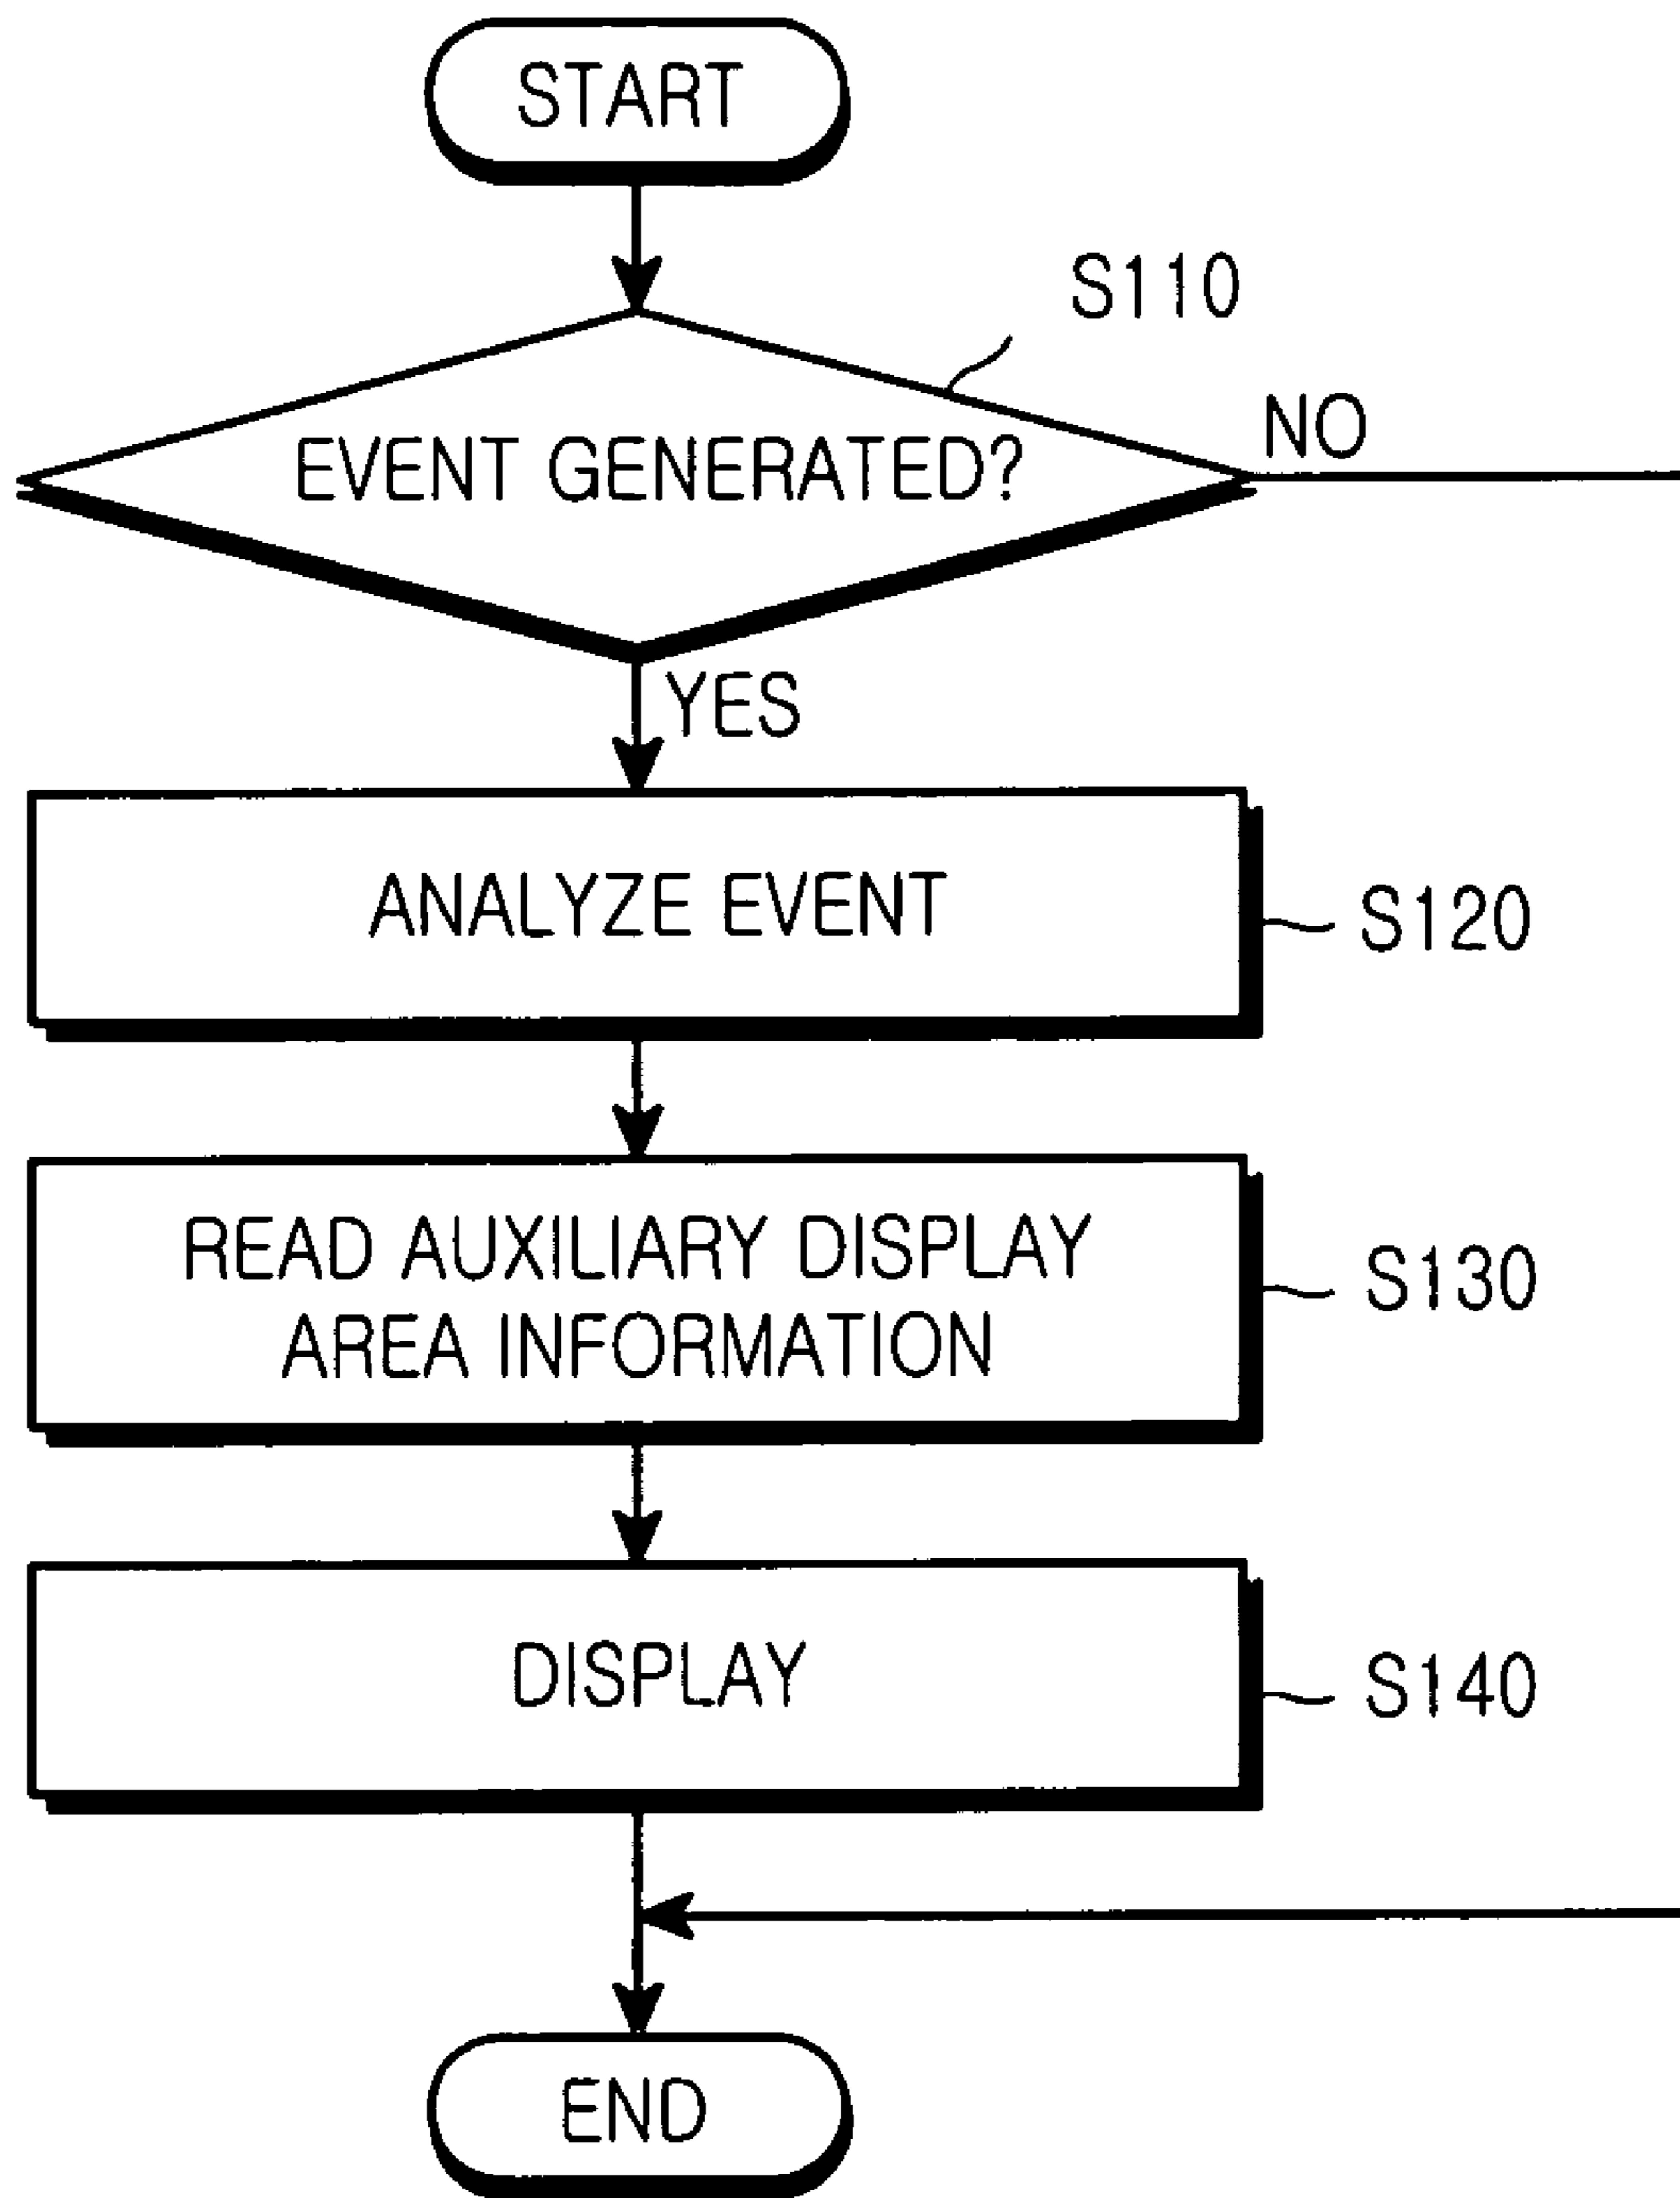 START
S110
EVENT GENERATED?
NO
YES
ANALYZE EVENT
S120
READ AUXILIARY DISPLAY
AREA INFORMATION
S130
DISPLAY
S140
END